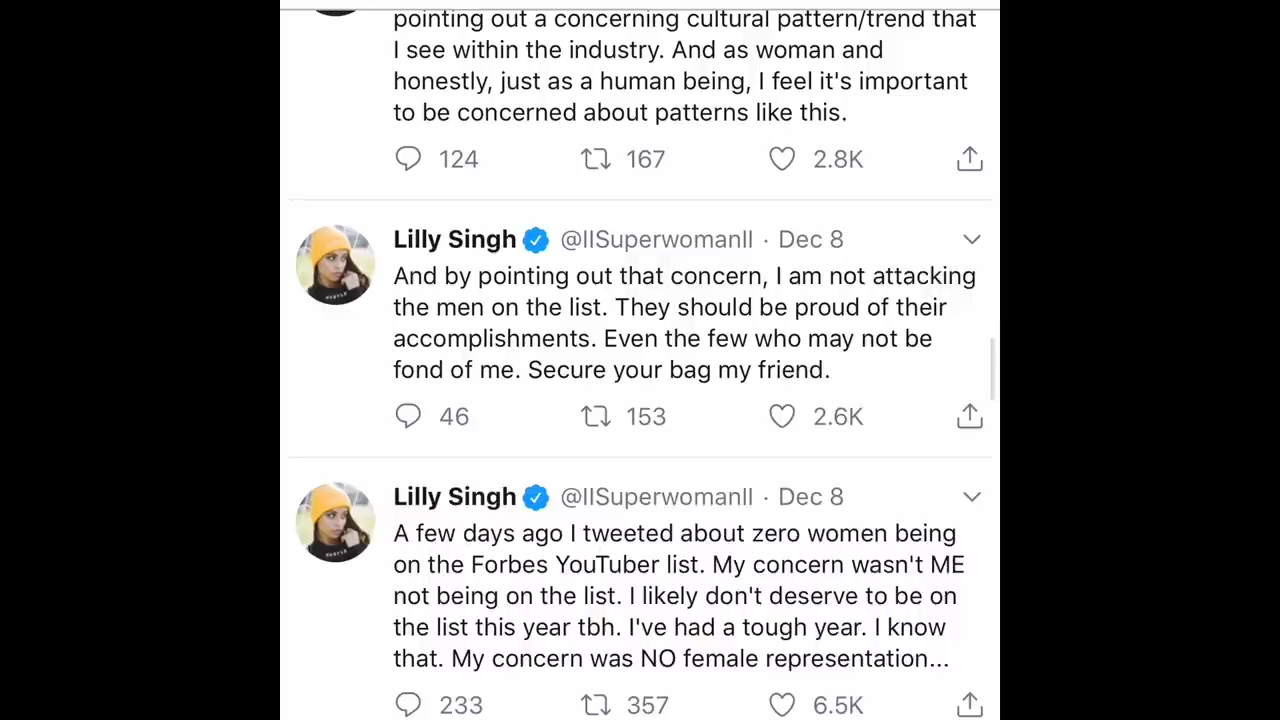 pointing out a concerning cultural pattern/trend that
I see within the industry. And as woman and
honestly, just as a human being, I feel it's important
to be concerned about patterns like this.
124 167 2.8K
Lilly Singh @IISuperwomanII · Dec 8
And by pointing out that concern, I am not attacking
the men on the list. They should be proud of their
accomplishments. Even the few who may not be
fond of me. Secure your bag my friend.
46 153 2.6K
Lilly Singh @IISuperwomanII · Dec 8
A few days ago I tweeted about zero women being
on the Forbes YouTuber list. My concern wasn't ME
not being on the list. I likely don't deserve to be on
the list this year tbh. I've had a tough year. I know
that. My concern was NO female representation...
233 357 6.5K